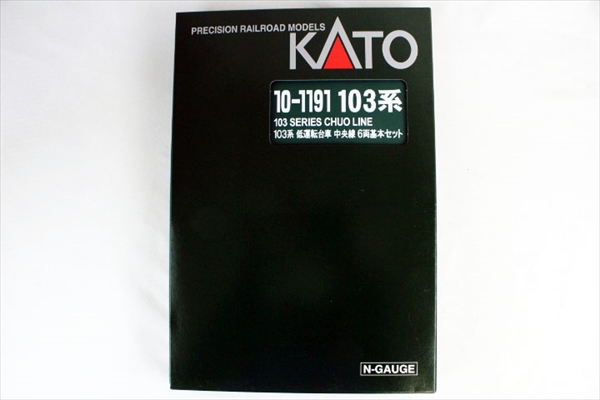 PRECISION RAILROAD MODELS
KATO
10-1191 103系
103 SERIES CHUO LINE
103系 低運転台車 中央線 6両基本セット
N-GAUGE